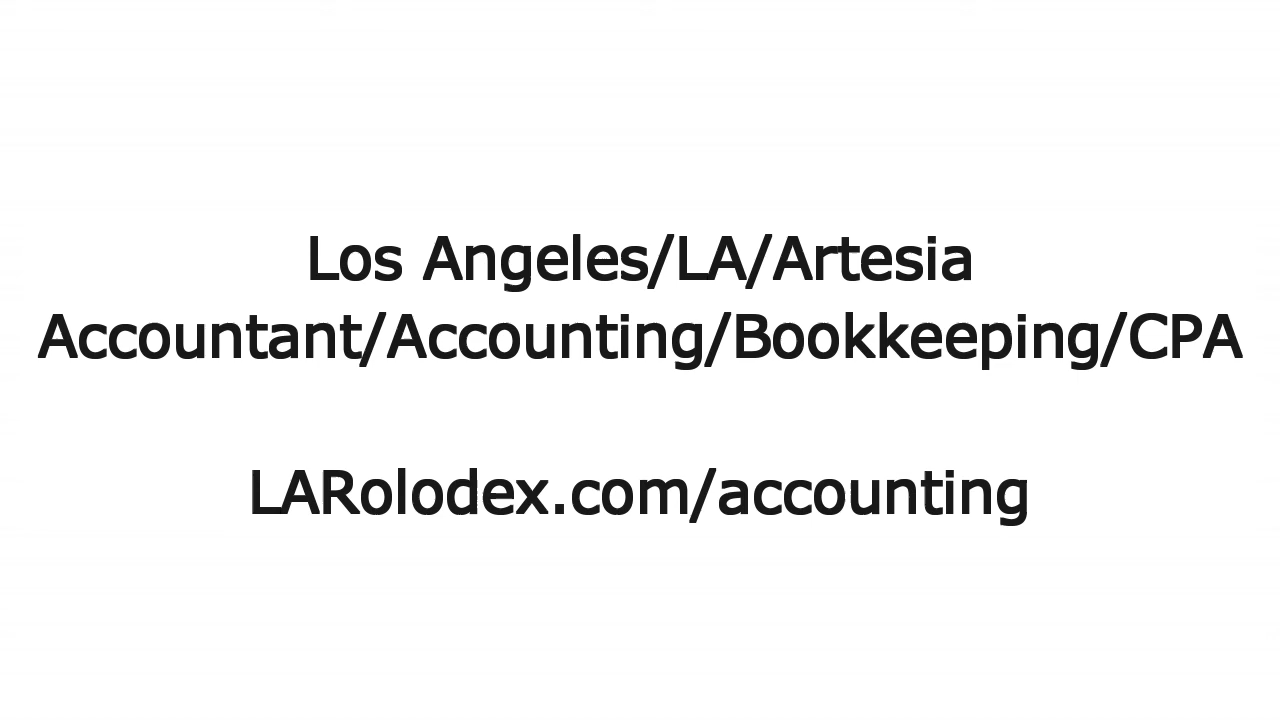 Los Angeles/LA/Artesia
Accountant/Accounting/Bookkeeping/CPA
LARolodex.com/accounting